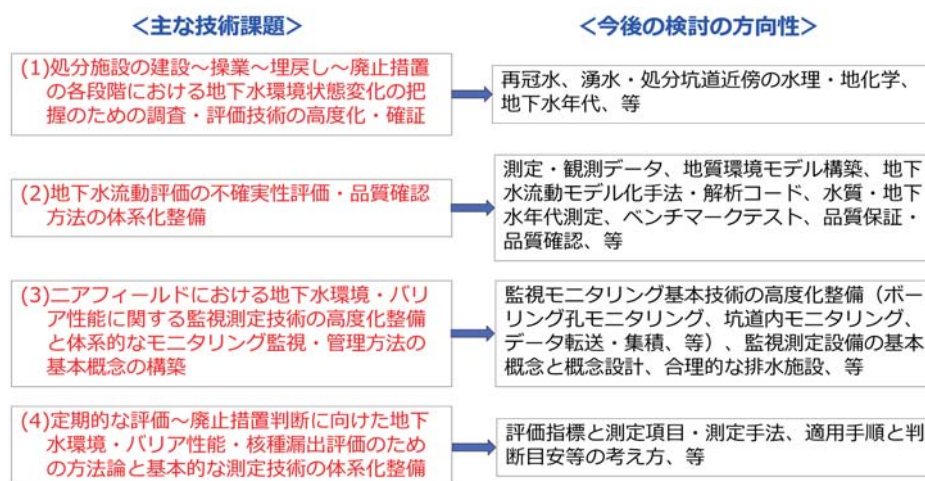 <主な技術課題>
<今後の検討の方向性>
(1)処分施設の建設~操業~埋戻し~廃止措置
の各段階における地下水環境状態変化の把
握のための調査・評価技術の高度化・確証
再冠水、湧水・処分坑道近傍の水理・地化学、
地下水年代、等
(2)地下水流動評価の不確実性評価・品質確認
方法の体系化整備
測定・観測データ、地質環境モデル構築、地下
水流動モデル化手法・解析コード、水質・地下
水年代測定、ベンチマークテスト、品質保証・
品質確認、等
(3)ニアフィールドにおける地下水環境・バリ
ア性能に関する監視測定技術の高度化整備
と体系的なモニタリング監視・管理方法の
基本概念の構築
監視モニタリング基本技術の高度化整備(ボー
リング孔モニタリング、坑道内モニタリング、
データ転送・集積、等)、監視測定設備の基本
概念と概念設計、合理的な排水施設、等
(4)定期的な評価~廃止措置判断に向けた地下
水環境・バリア性能・核種漏出評価のため
の方法論と基本的な測定技術の体系化整備
評価指標と測定項目・測定手法、適用手順と判
断目安等の考え方、等